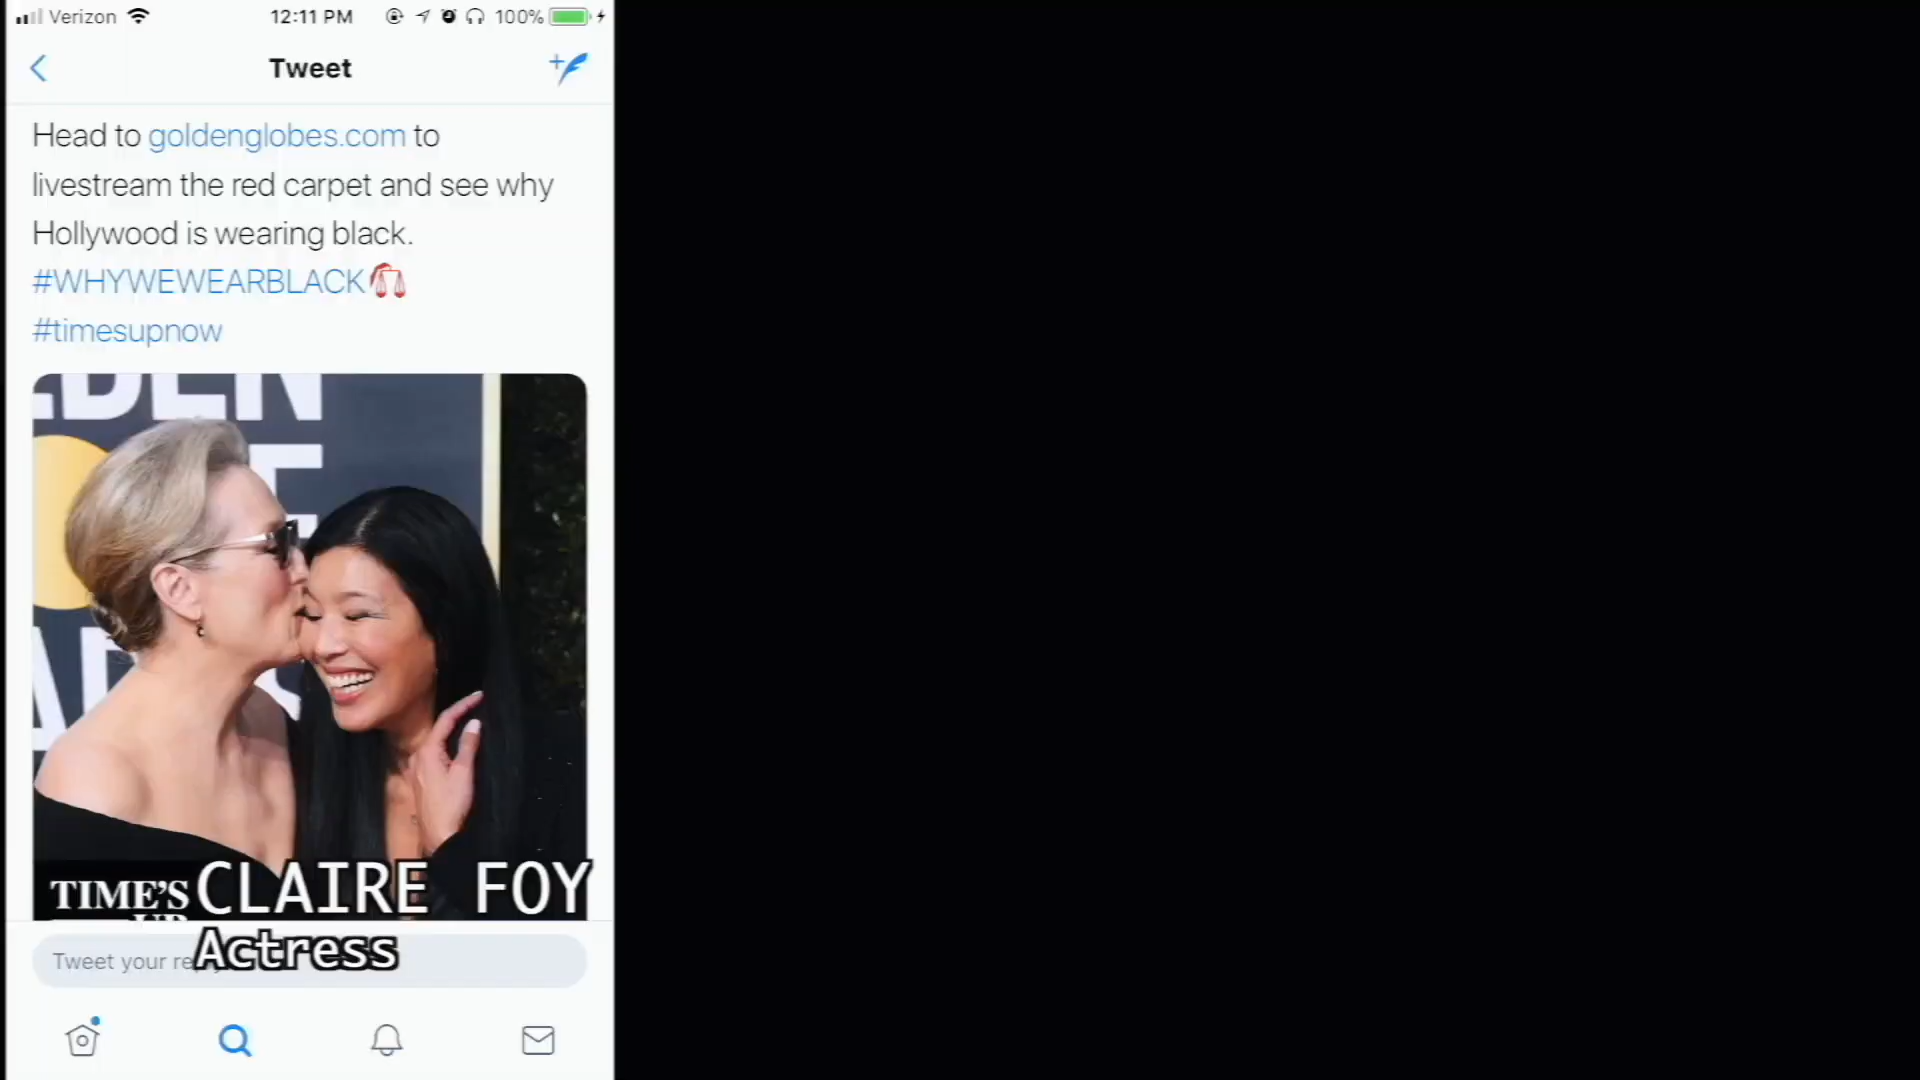 Verizon 12:11 PM 100%
Tweet
Head to goldenglobes.com to
livestream the red carpet and see why
Hollywood is wearing black.
#WHYWEWEARBLACK
#timesupnow
TIME'S
UP
CLAIRE FOY
Actress
Tweet your